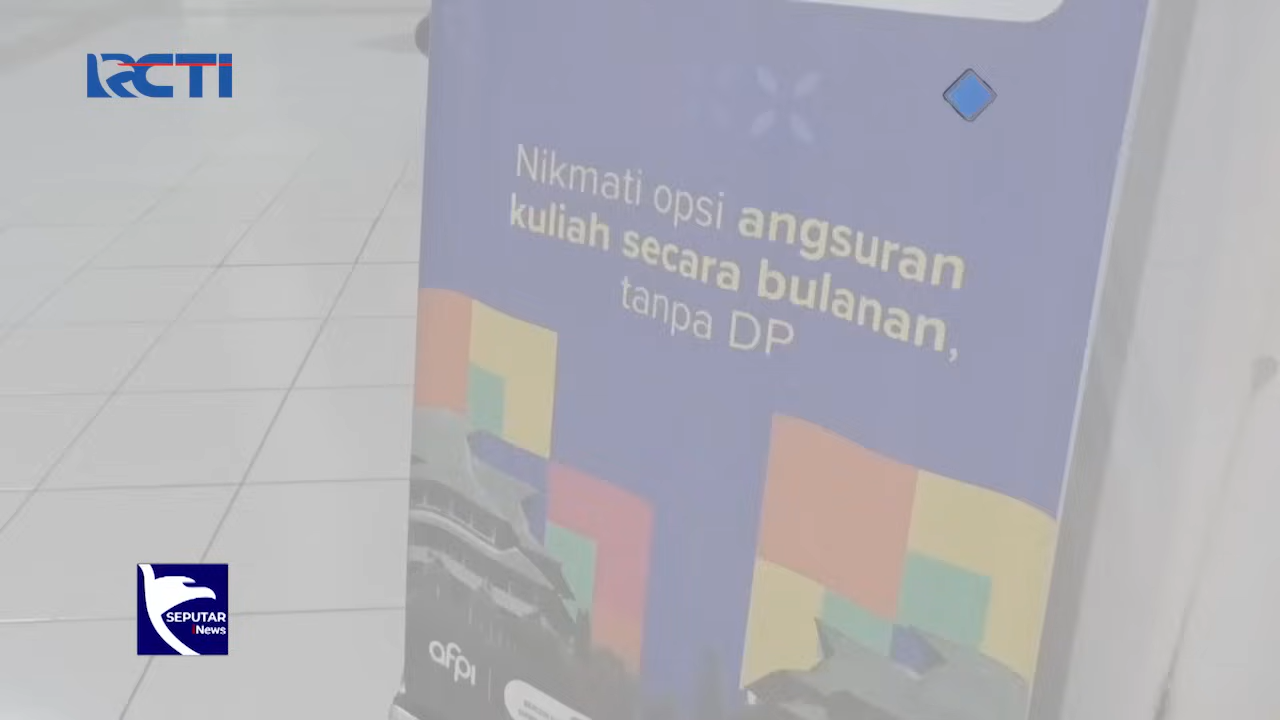 RCTI
Nikmati opsi angsuran
kuliah secara bulanan,
tanpa DP
SEPUTAR
iNews
afpi